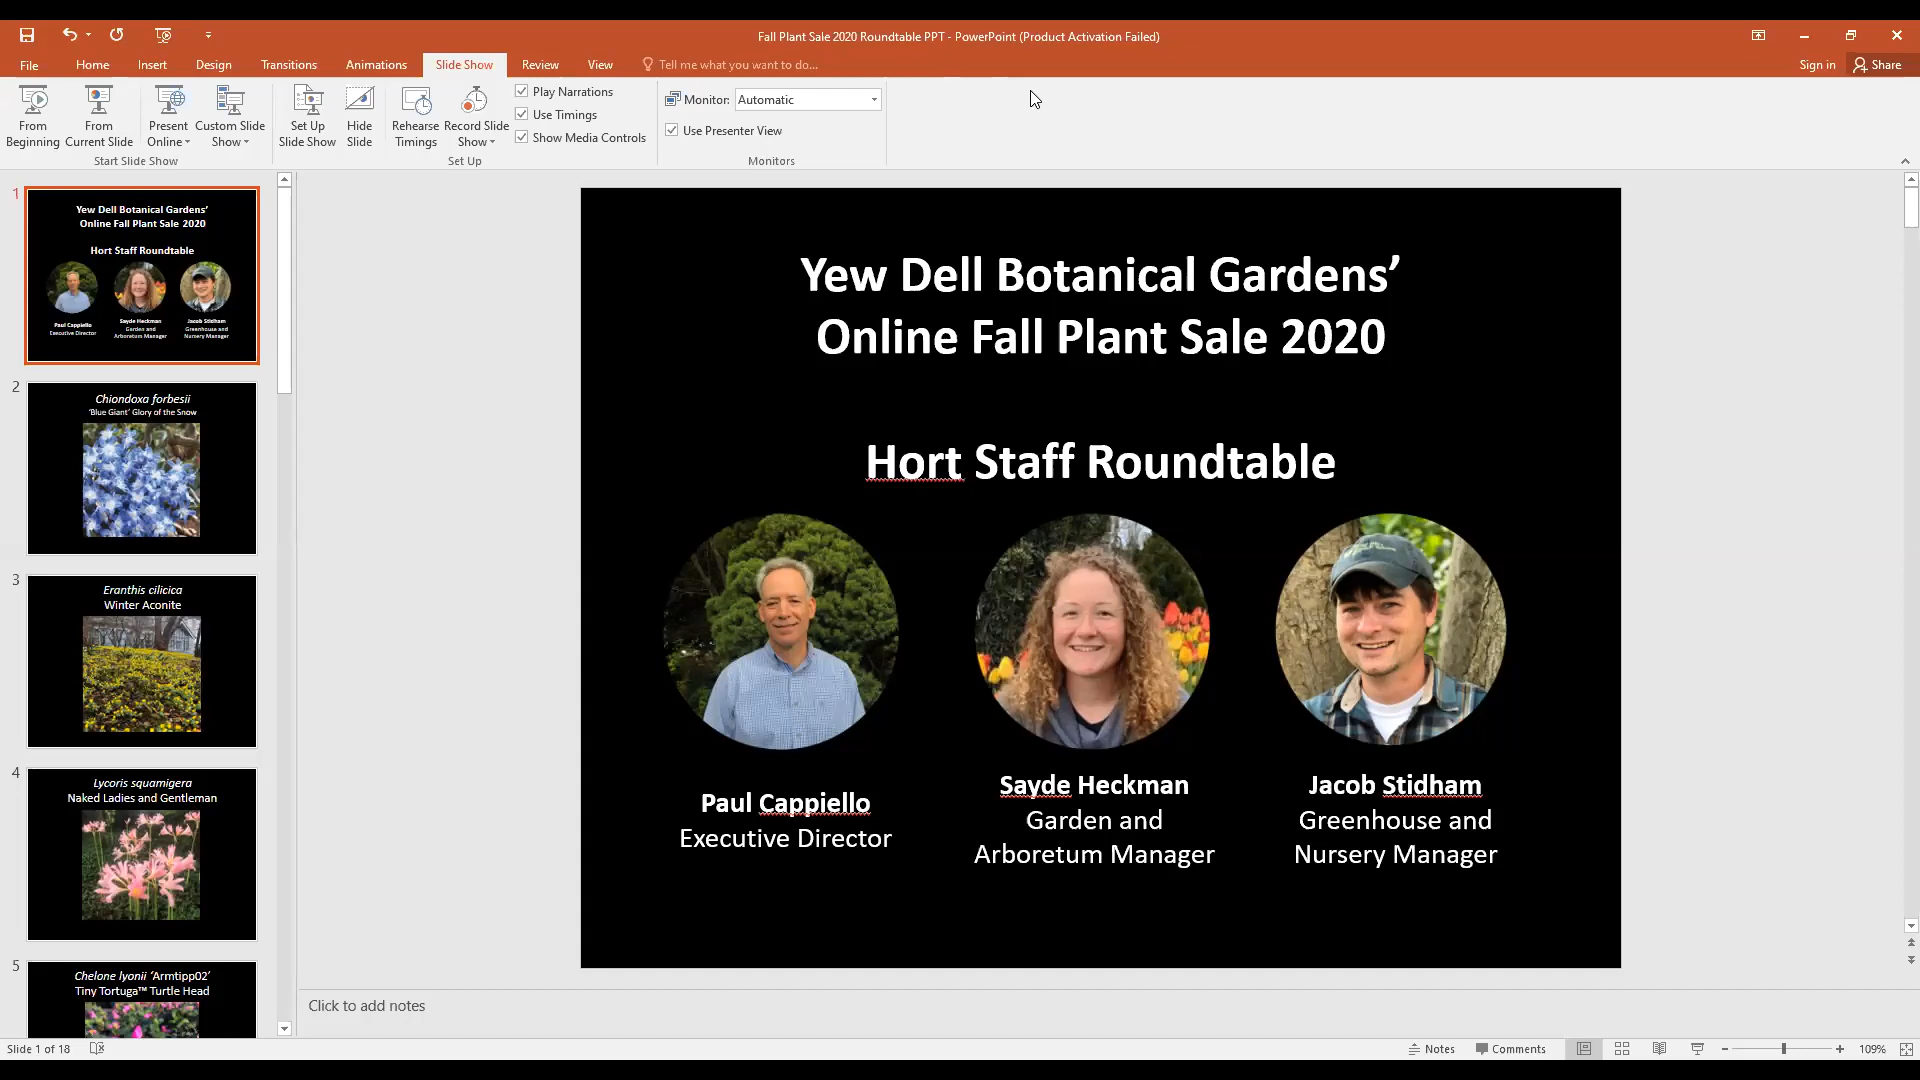 Fall Plant Sale 2020 Roundtable PPT - PowerPoint (Product Activation Failed)
File
Home
Insert
Design
Transitions
Animations
Slide Show
Review
View
Tell me what you want to do...
Sign in
Share
From
Beginning
From
Current Slide
Present
Online
Custom Slide
Show
Start Slide Show
Set Up
Slide Show
Hide
Slide
Rehearse
Timings
Record Slide
Show
Play Narrations
Use Timings
Show Media Controls
Set Up
Monitor:
Automatic
Use Presenter View
Monitors
1
Yew Dell Botanical Gardens’
Online Fall Plant Sale 2020
Hort Staff Roundtable
Paul Cappiello
Executive Director
Sayde Heckman
Garden and
Arboretum Manager
Jacob Stidham
Greenhouse and
Nursery Manager
2
Chiondoxa forbesii
‘Blue Giant’ Glory of the Snow
3
Eranthis cilicica
Winter Aconite
4
Lycoris squamigera
Naked Ladies and Gentleman
5
Chelone lyonii ‘Armtipp02’
Tiny Tortuga™ Turtle Head
Yew Dell Botanical Gardens’
Online Fall Plant Sale 2020
Hort Staff Roundtable
Paul Cappiello
Executive Director
Sayde Heckman
Garden and
Arboretum Manager
Jacob Stidham
Greenhouse and
Nursery Manager
Click to add notes
Slide 1 of 18
Notes
Comments
109%